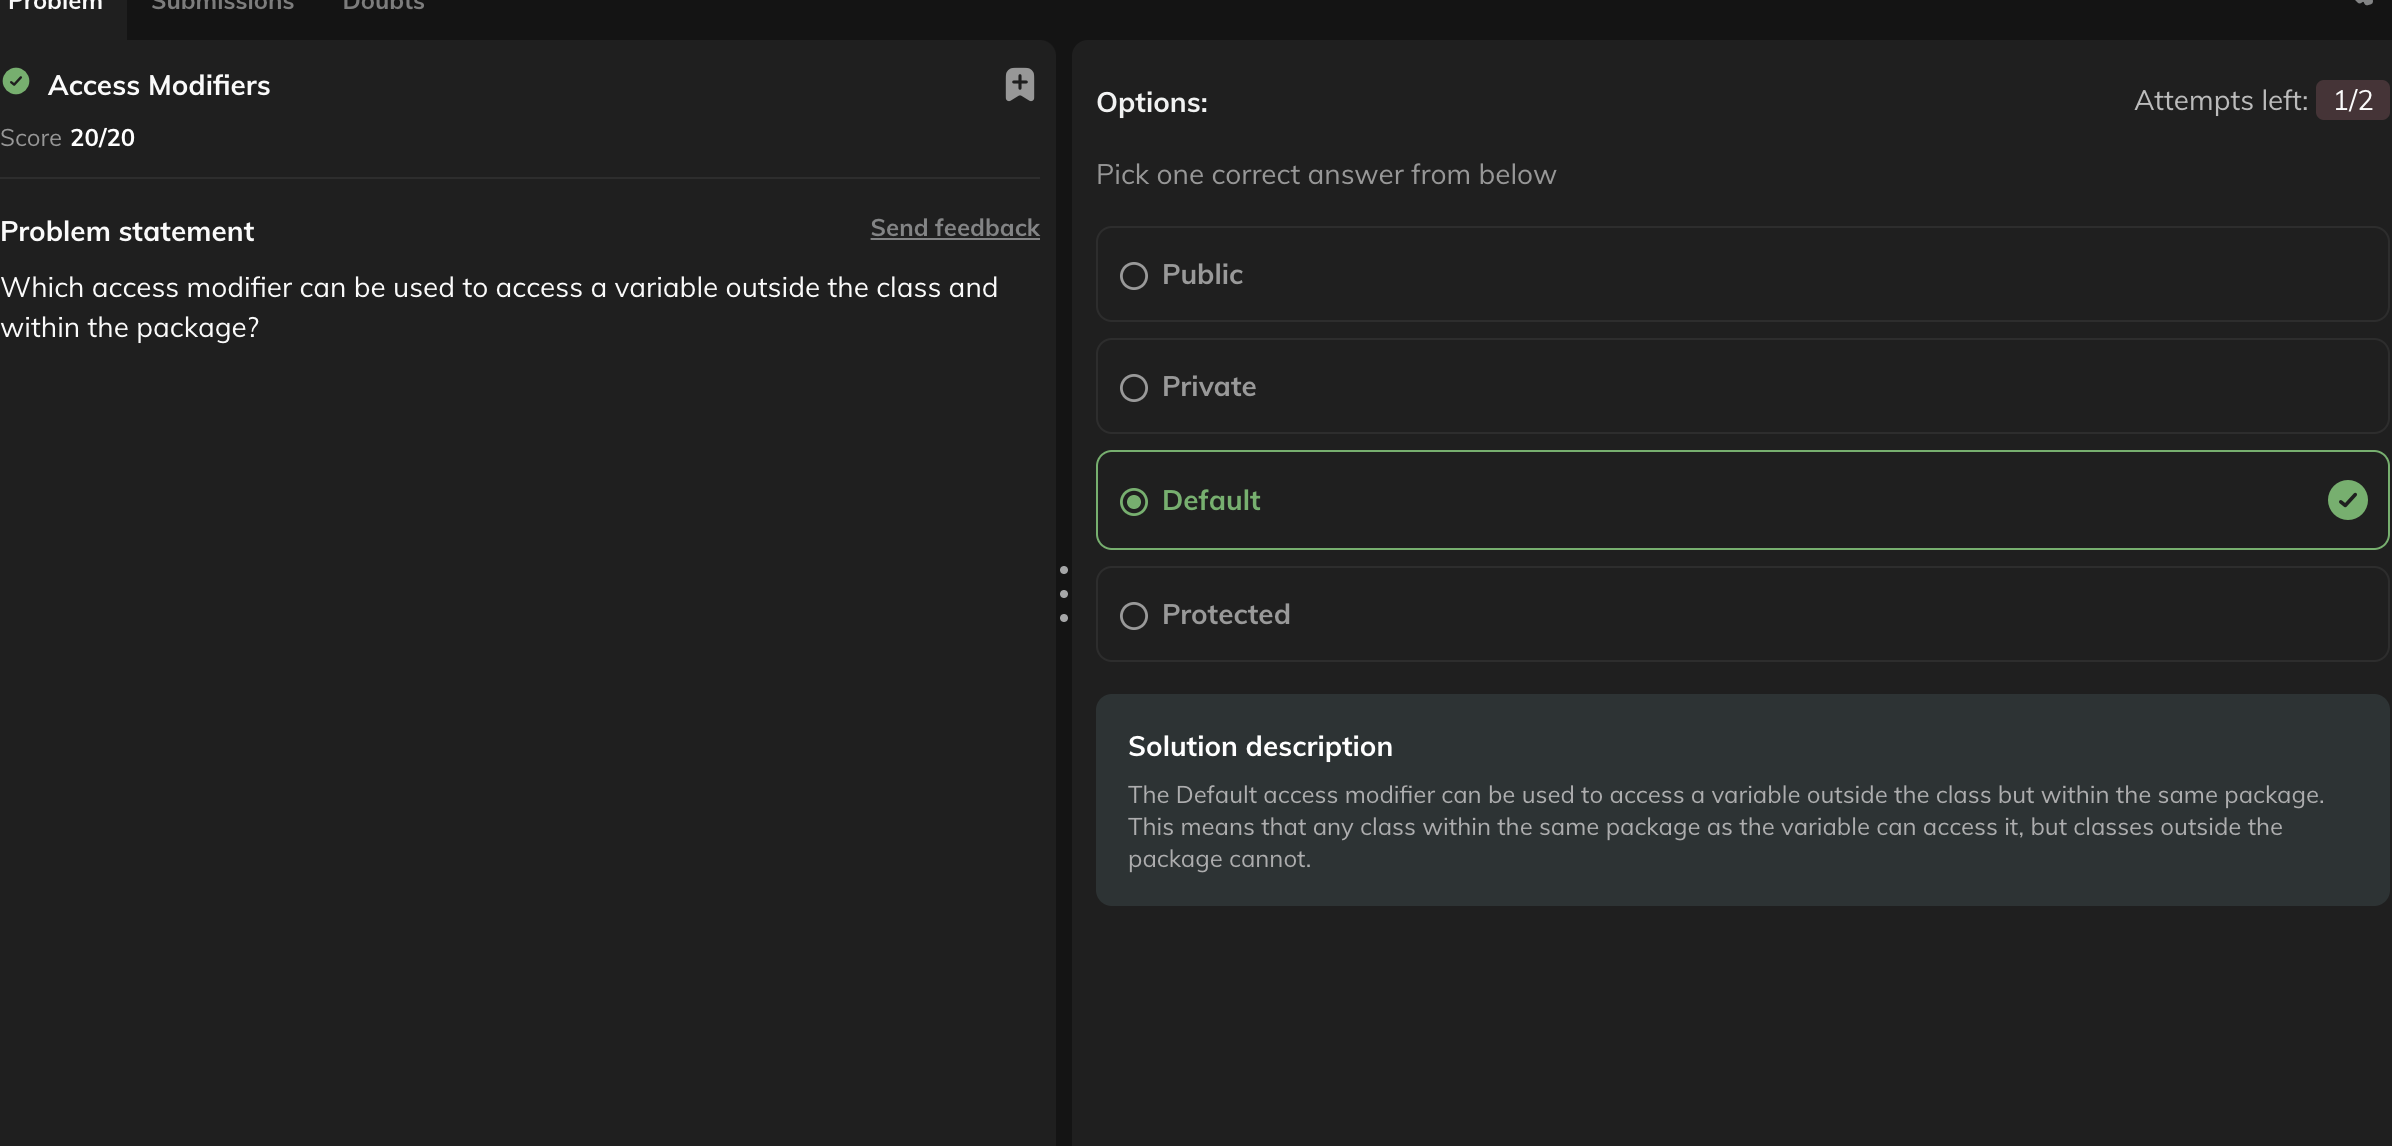 Problem Submissions Doubts
Access Modifiers
Score 20/20
Problem statement
Send feedback
Which access modifier can be used to access a variable outside the class and
within the package?
Options:
Attempts left: 1/2
Pick one correct answer from below
Public
Private
Default
Protected
Solution description
The Default access modifier can be used to access a variable outside the class but within the same package.
This means that any class within the same package as the variable can access it, but classes outside the
package cannot.